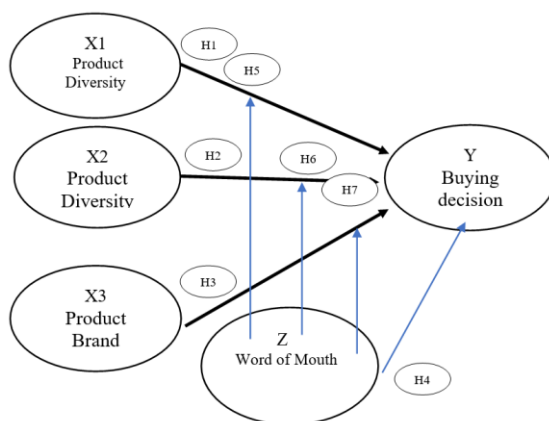 X1
Product
Diversity
H1
H5
X2
Product
Diversity
H2
H6
H7
Y
Buying
decision
X3
Product
Brand
H3
Z
Word of Mouth
H4